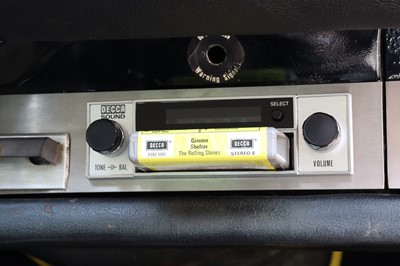 Warning Signal
DECCA
SOUND
SELECT
DECCA
Gimme
Shelter
The Rolling Stones
DECCA
STEREO 8
TONE -O- BAL
VOLUME